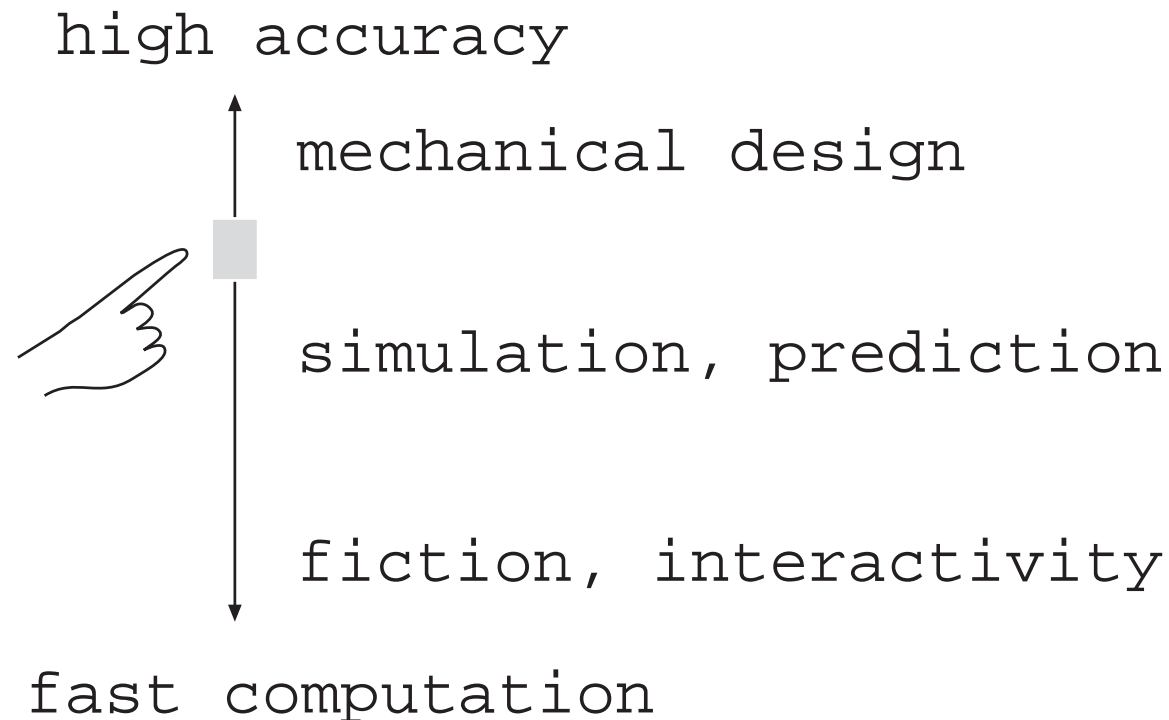 high accuracy
mechanical design
simulation, prediction
fiction, interactivity
fast computation